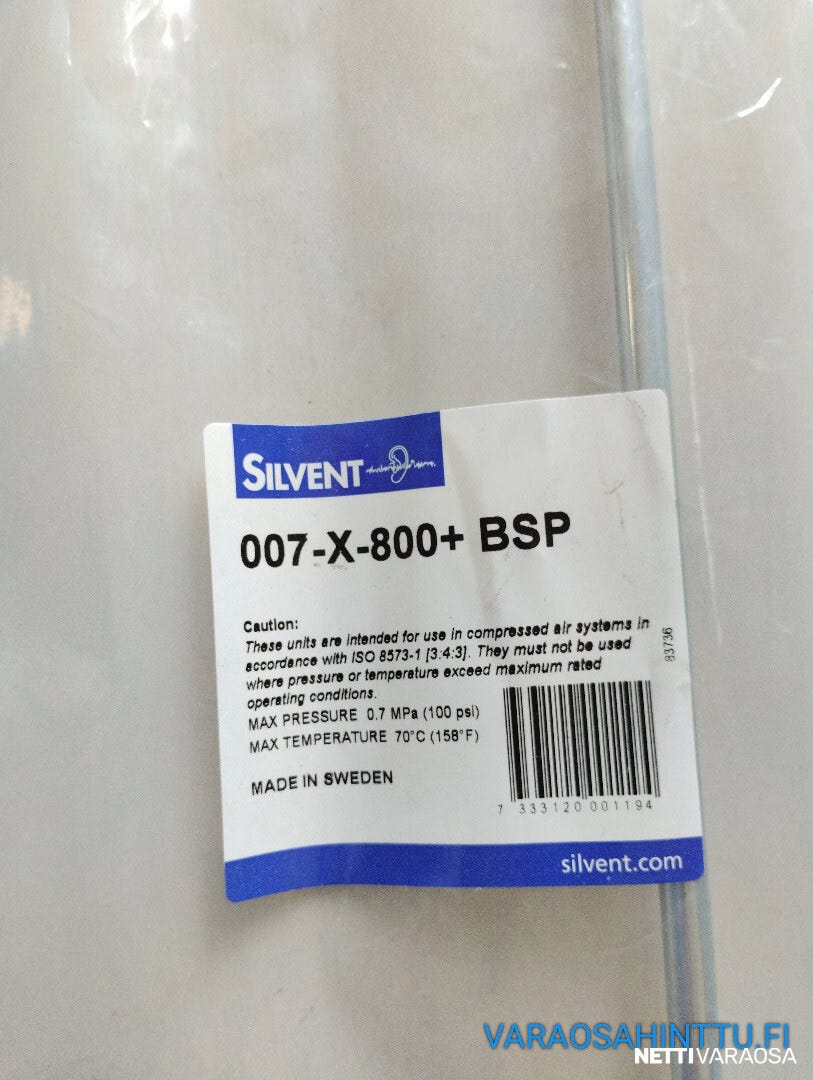 SILVENT
007-X-800+ BSP
Caution:
These units are intended for use in compressed air systems in
accordance with ISO 8573-1 [3:4:3]. They must not be used
where pressure or temperature exceed maximum rated
operating conditions.
MAX PRESSURE 0.7 MPa (100 psi)
MAX TEMPERATURE 70°C (158°F)
MADE IN SWEDEN
83736
7 333120 001194
silvent.com
VARAOSAHINTTU.FI
NETTIVARAOSA